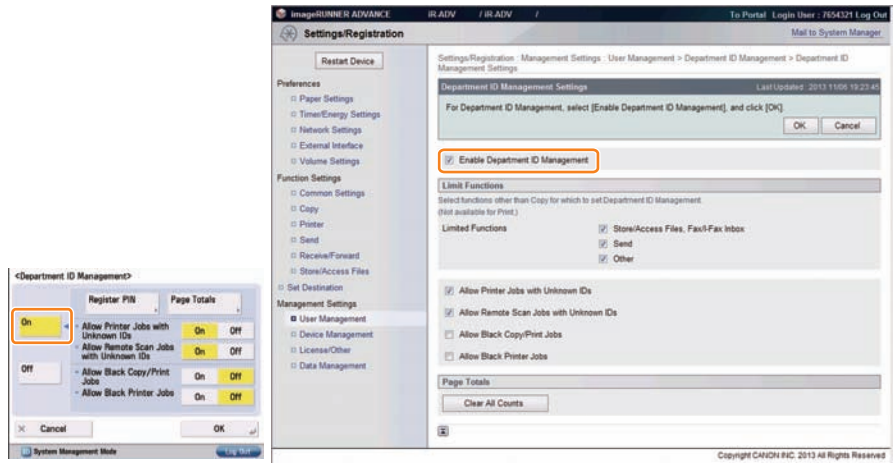 <Department ID Management>
Register PIN
Page Totals
On
Allow Printer Jobs with
Unknown IDs
On
Off
Allow Remote Scan Jobs
with Unknown IDs
On
Off
Off
Allow Black Copy/Print
Jobs
On
Off
Allow Black Printer Jobs
On
Off
Cancel
OK
System Management Mode
Log Out
imageRUNNER ADVANCE
iR-ADV / iR-ADV /
To Portal Login User : 7654321 Log Out
Settings/Registration
Mail to System Manager
Restart Device
Preferences
Paper Settings
Timer/Energy Settings
Network Settings
External Interface
Volume Settings
Function Settings
Common Settings
Copy
Printer
Send
Receive/Forward
Store/Access Files
Set Destination
Management Settings
User Management
Device Management
License/Other
Data Management
Settings/Registration : Management Settings : User Management > Department ID Management > Department ID
Management Settings
Department ID Management Settings
Last Updated : 2013 11/06 19:23:45
For Department ID Management, select [Enable Department ID Management], and click [OK].
OK
Cancel
Enable Department ID Management
Limit Functions
Select functions other than Copy for which to set Department ID Management.
(Not available for Print.)
Limited Functions
Store/Access Files, Fax/I-Fax Inbox
Send
Other
Allow Printer Jobs with Unknown IDs
Allow Remote Scan Jobs with Unknown IDs
Allow Black Copy/Print Jobs
Allow Black Printer Jobs
Page Totals
Clear All Counts
Copyright CANON INC. 2013 All Rights Reserved